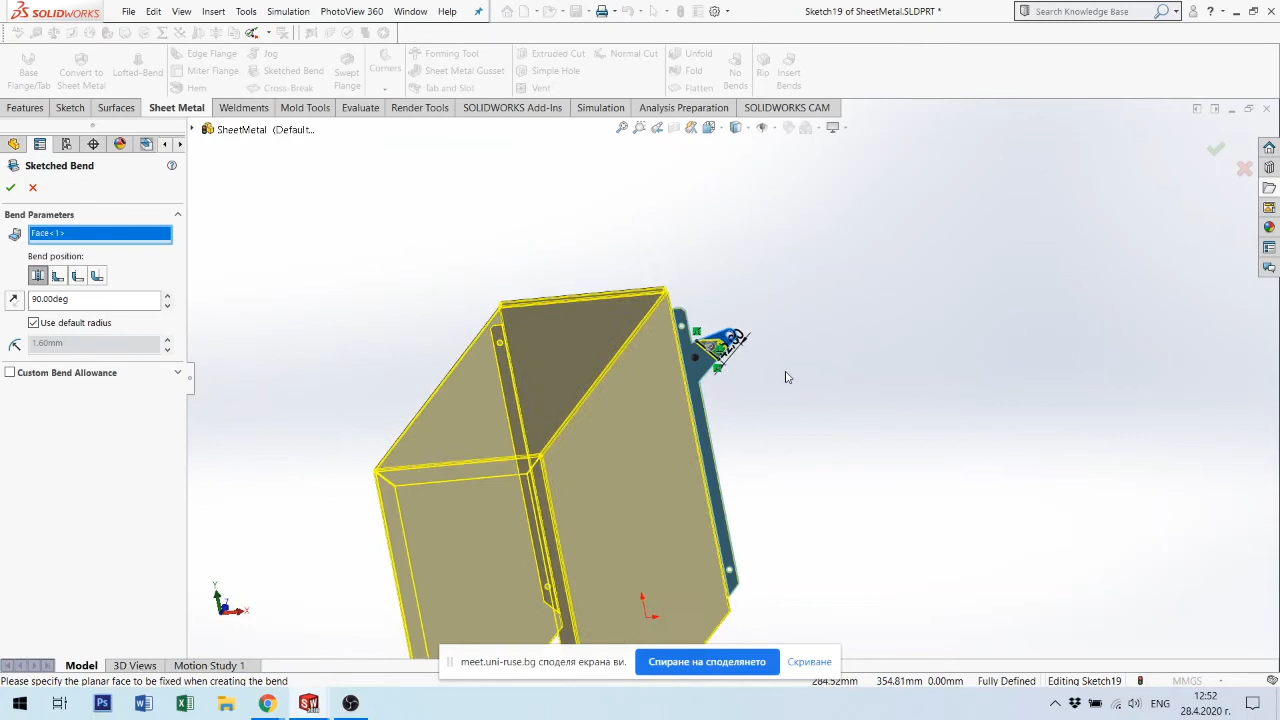 SOLIDWORKS File Edit View Insert Tools Simulation PhotoView 360 Window Help Sketch19 of SheetMetal.SLDPRT * Search Knowledge Base
Base Flange/Tab
Convert to Sheet Metal
Lofted-Bend
Edge Flange
Miter Flange
Hem
Jog
Sketched Bend
Cross-Break
Swept Flange
Corners
Forming Tool
Sheet Metal Gusset
Tab and Slot
Extruded Cut
Simple Hole
Vent
Normal Cut
Unfold
Fold
Flatten
No Bends
Rip
Insert Bends
Features Sketch Surfaces Sheet Metal Weldments Mold Tools Evaluate Render Tools SOLIDWORKS Add-Ins Simulation Analysis Preparation SOLIDWORKS CAM
SheetMetal (Default...
Sketched Bend
Bend Parameters
Face<1>
Bend position:
90.00deg
Use default radius
1.60mm
Custom Bend Allowance
Y
Z
X
meet.uni-ruse.bg споделя екрана ви. Спиране на споделянето Скриване
Model 3D Views Motion Study 1
Please specify the planar face to be fixed when creating the bend 284.52mm 354.81mm 0.00mm Fully Defined Editing Sketch19 MMGS
ENG
12:52
28.4.2020 г.